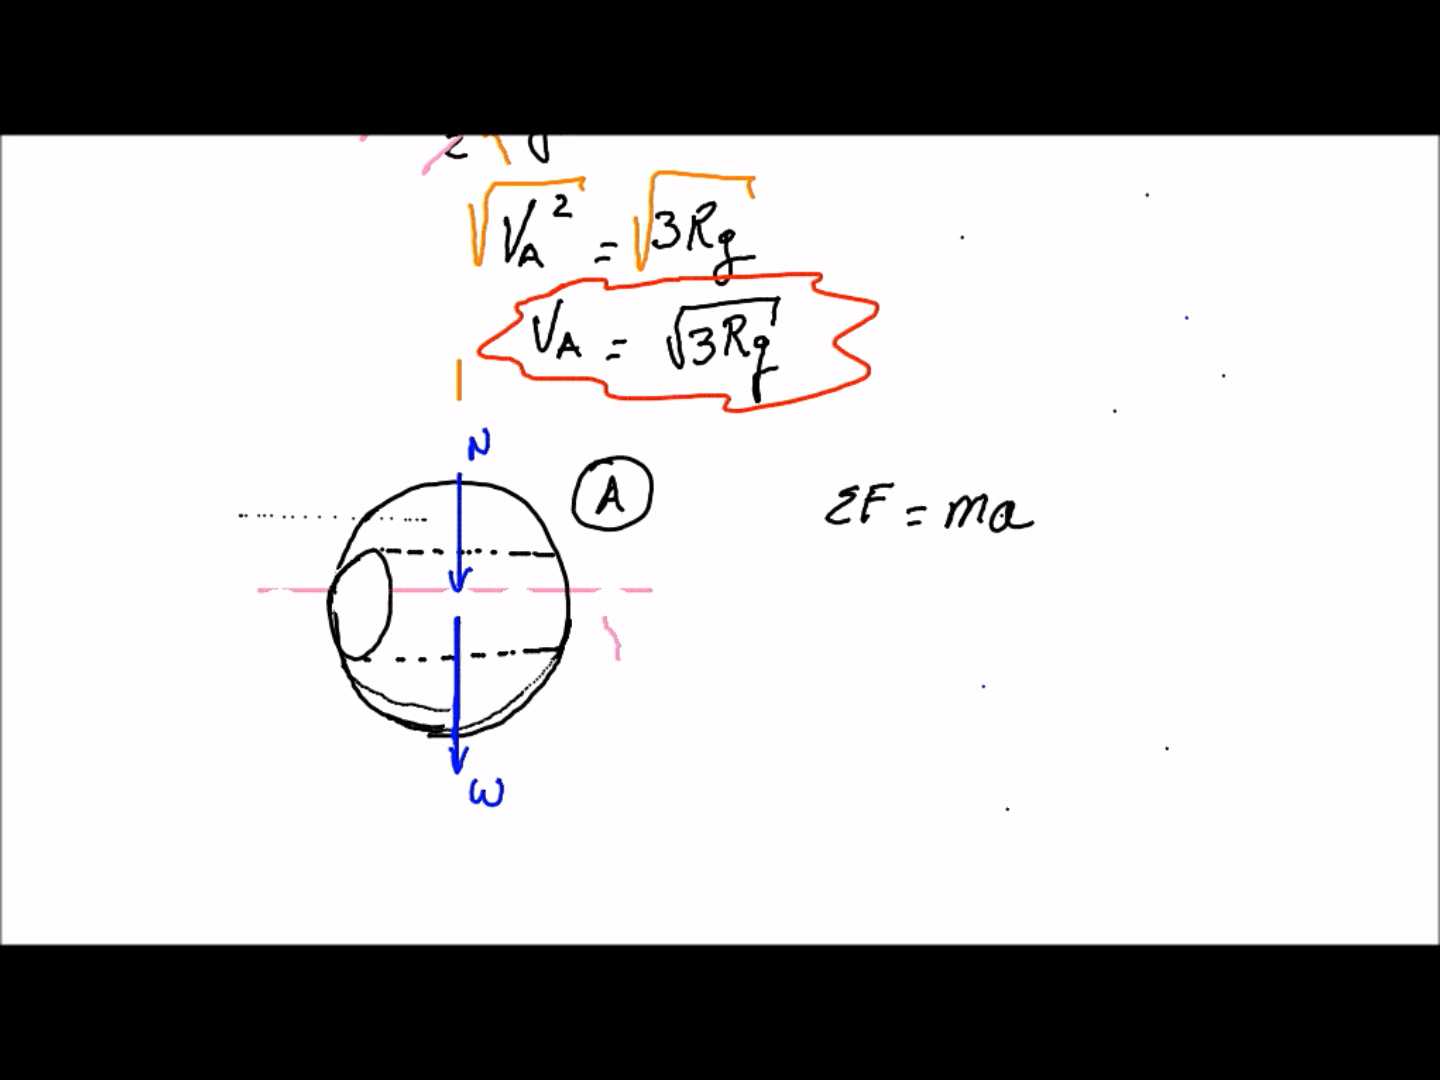 √V_A² = √3Rg
V_A = √3Rg
N
A
ΣF = ma
W